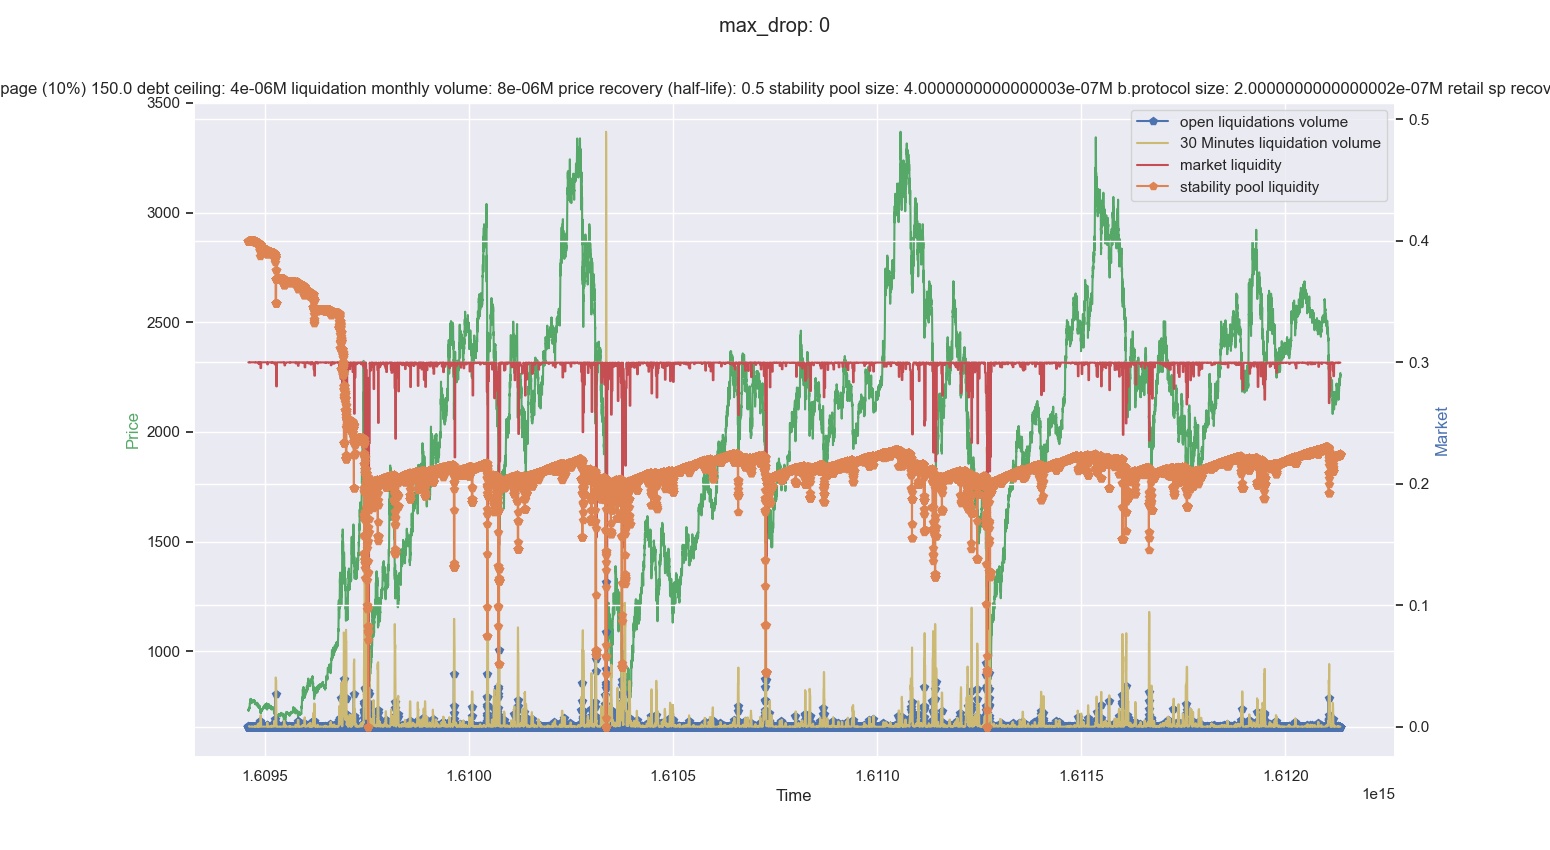 max_drop: 0
page (10%) 150.0 debt ceiling: 4e-06M liquidation monthly volume: 8e-06M price recovery (half-life): 0.5 stability pool size: 4.0000000000000003e-07M b.protocol size: 2.0000000000000002e-07M retail sp recov
open liquidations volume
30 Minutes liquidation volume
market liquidity
stability pool liquidity
3500
3000
2500
2000
1500
1000
Price
0.5
0.4
0.3
0.2
0.1
0.0
Market
1.6095 1.6100 1.6105 1.6110 1.6115 1.6120
1e15
Time